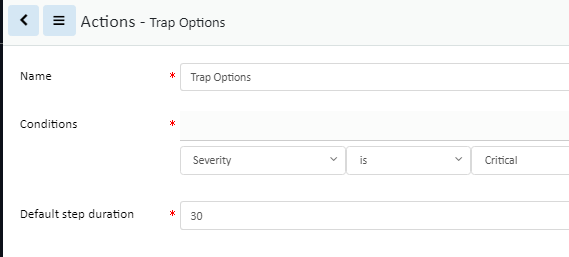 Actions - Trap Options
Name * Trap Options
Conditions *
Severity is Critical
Default step duration * 30